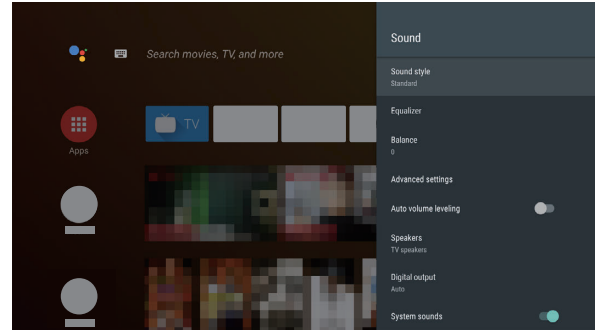 Search movies, TV, and more
TV
Apps
Sound
Sound style
Standard
Equalizer
Balance
0
Advanced settings
Auto volume leveling
Speakers
TV speakers
Digital output
Auto
System sounds